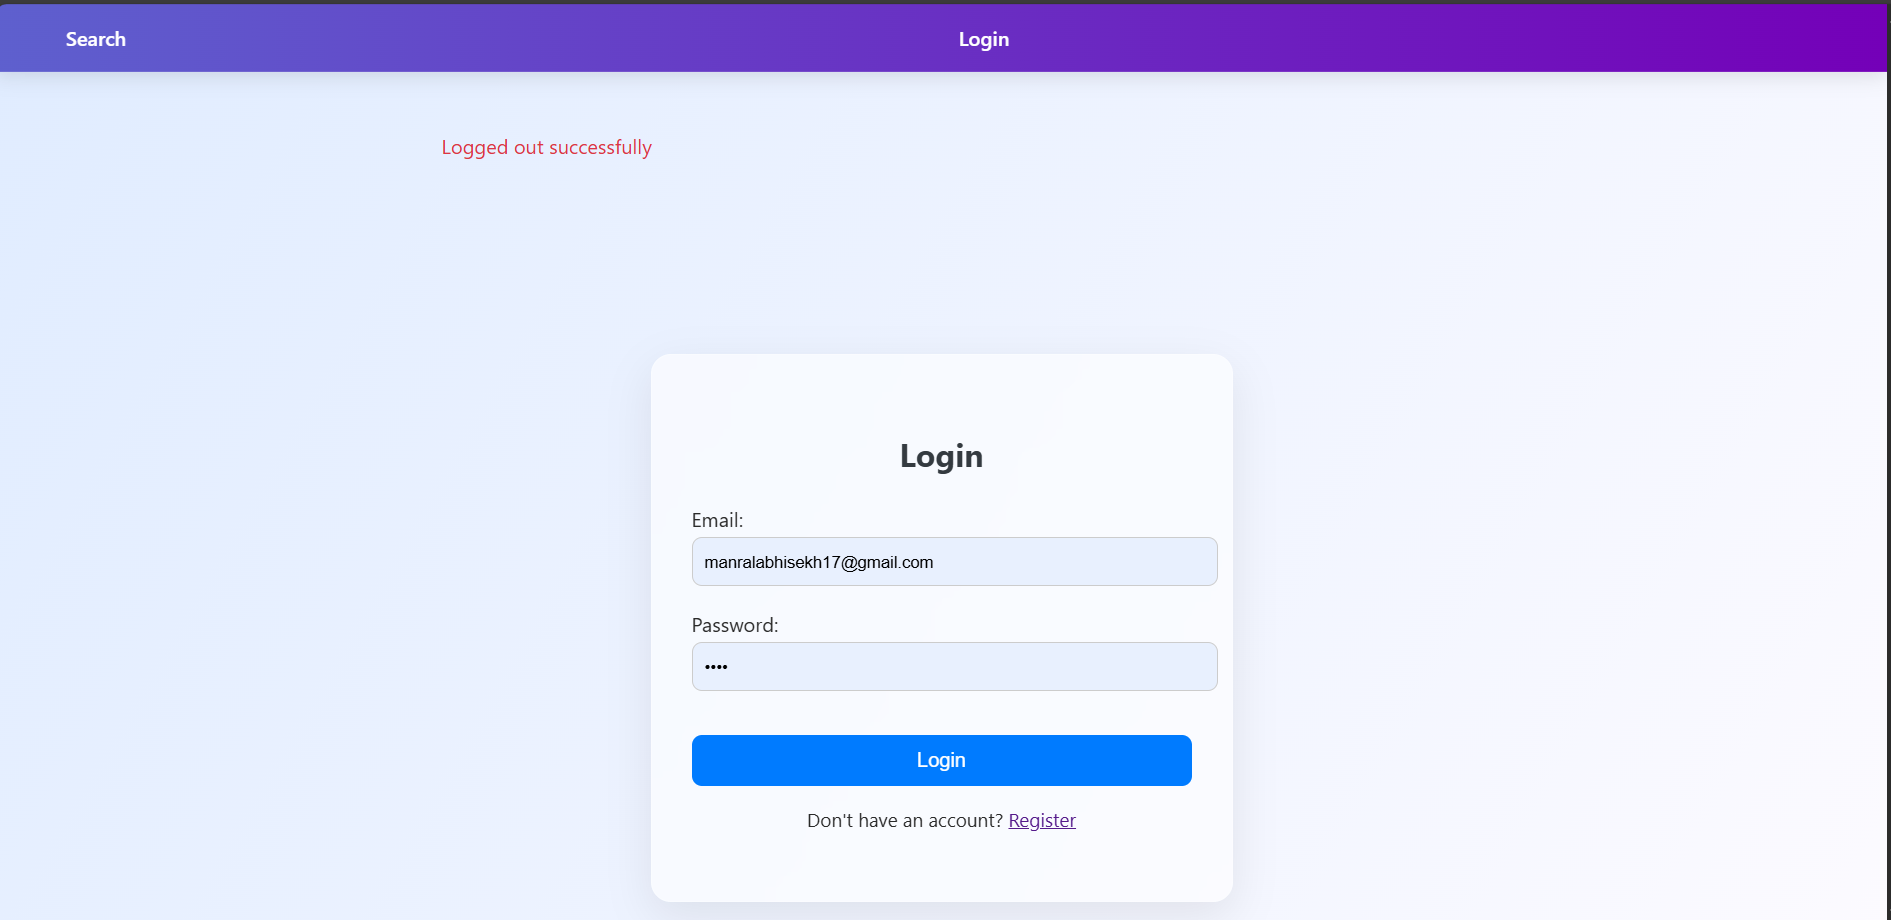 Search Login
Logged out successfully
Login
Email:
manralabhisekh17@gmail.com
Password:
••••
Login
Don't have an account? Register